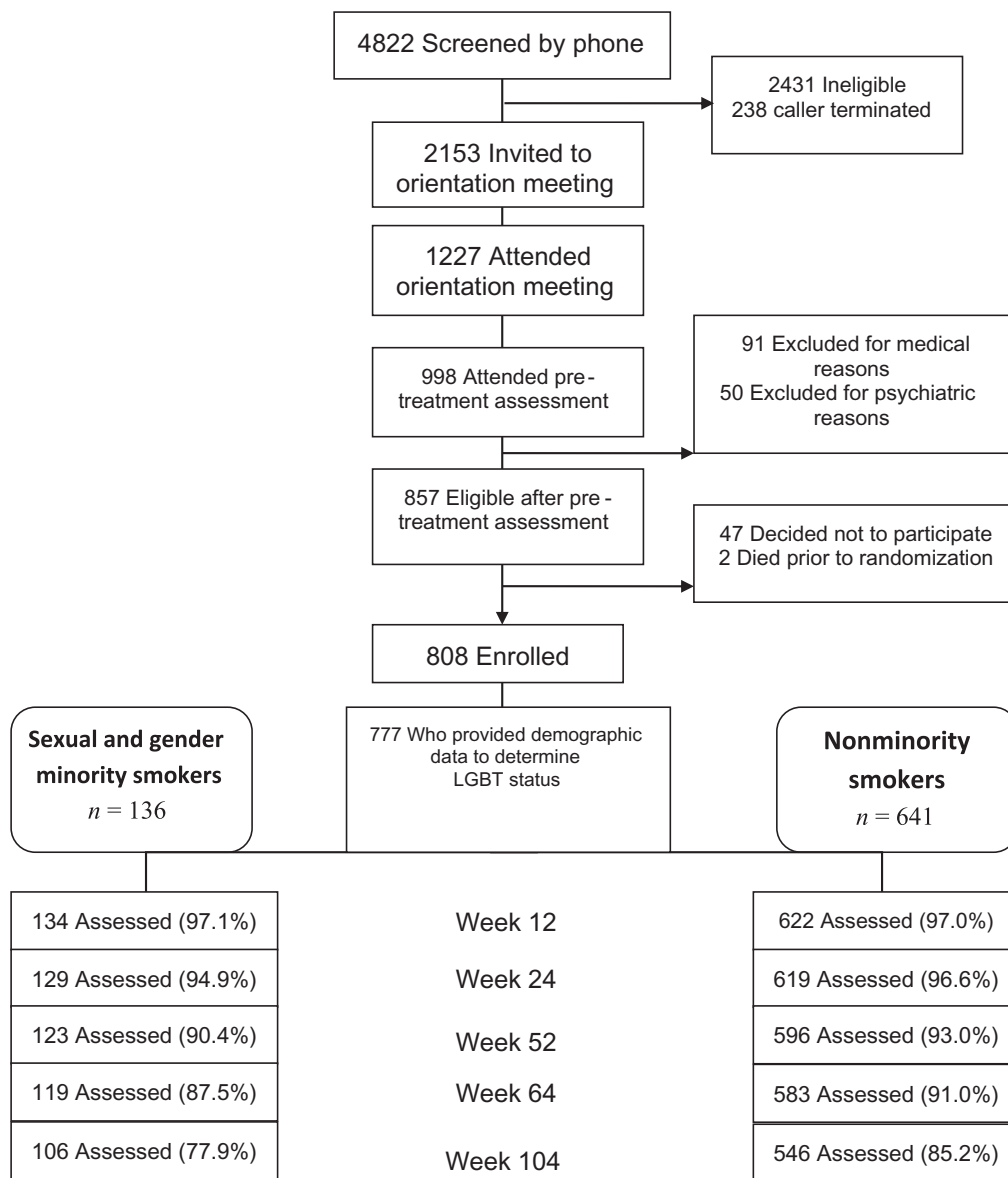 4822 Screened by phone
2431 Ineligible
238 caller terminated
2153 Invited to
orientation meeting
1227 Attended
orientation meeting
91 Excluded for medical
reasons
50 Excluded for psychiatric
reasons
998 Attended pre-
treatment assessment
857 Eligible after pre-
treatment assessment
47 Decided not to participate
2 Died prior to randomization
808 Enrolled
Sexual and gender
minority smokers
n = 136
777 Who provided demographic
data to determine
LGBT status
Nonminority
smokers
n = 641
134 Assessed (97.1%)
Week 12
622 Assessed (97.0%)
129 Assessed (94.9%)
Week 24
619 Assessed (96.6%)
123 Assessed (90.4%)
Week 52
596 Assessed (93.0%)
119 Assessed (87.5%)
Week 64
583 Assessed (91.0%)
106 Assessed (77.9%)
Week 104
546 Assessed (85.2%)